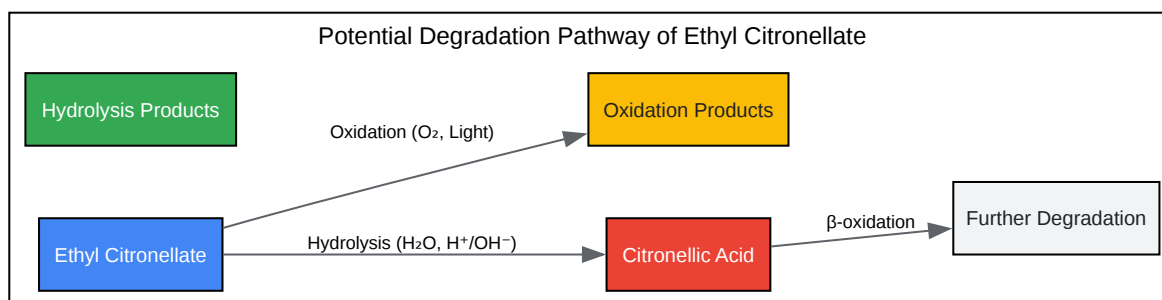 Potential Degradation Pathway of Ethyl Citronellate
Hydrolysis Products
Oxidation Products
Oxidation (O₂, Light)
Ethyl Citronellate
Hydrolysis (H₂O, H⁺/OH⁻)
Citronellic Acid
β-oxidation
Further Degradation